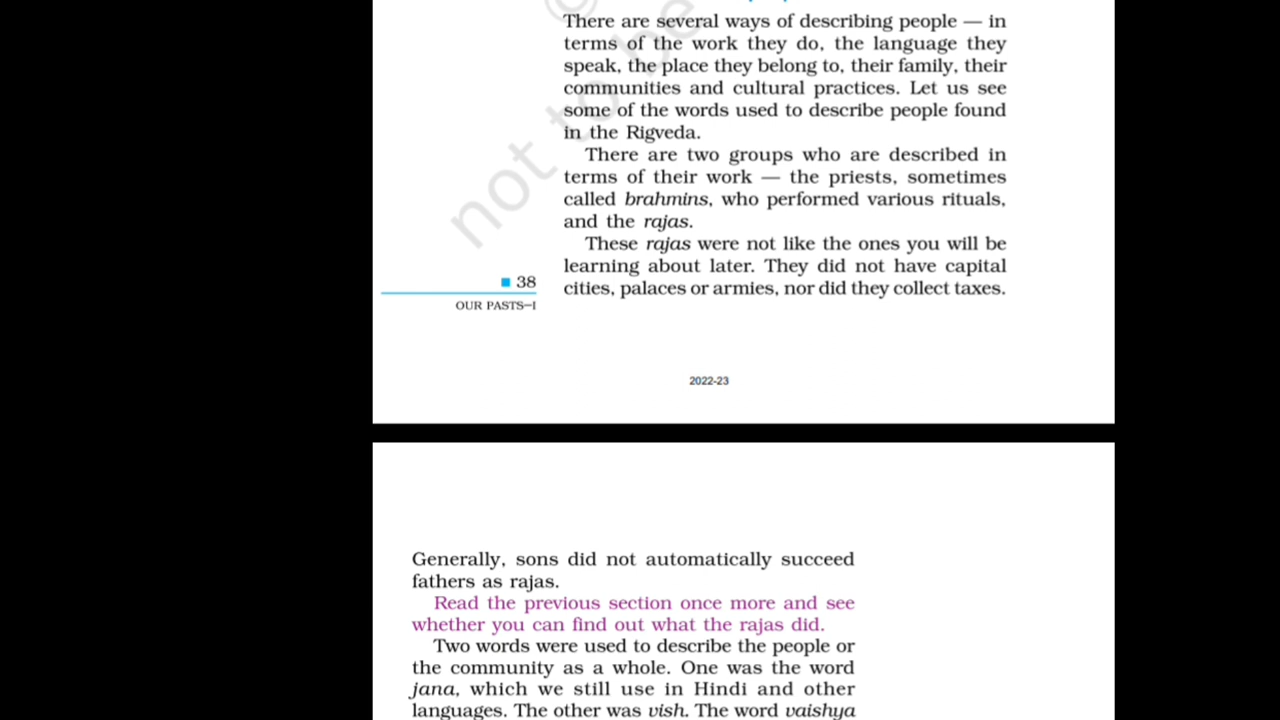 There are several ways of describing people — in
terms of the work they do, the language they
speak, the place they belong to, their family, their
communities and cultural practices. Let us see
some of the words used to describe people found
in the Rigveda.
There are two groups who are described in
terms of their work — the priests, sometimes
called brahmins, who performed various rituals,
and the rajas.
These rajas were not like the ones you will be
learning about later. They did not have capital
cities, palaces or armies, nor did they collect taxes.
not to be
38
OUR PASTS–I
2022-23
Generally, sons did not automatically succeed
fathers as rajas.
Read the previous section once more and see
whether you can find out what the rajas did.
Two words were used to describe the people or
the community as a whole. One was the word
jana, which we still use in Hindi and other
languages. The other was vish. The word vaishya